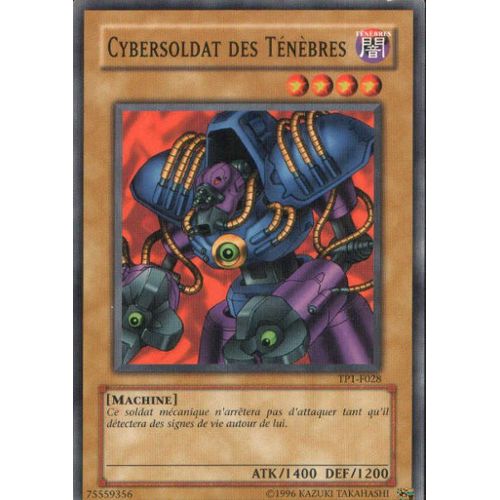 CYBERSOLDAT DES TÉNÈBRES
TÉNÈBRES
闇
TP1-F028
[MACHINE]
Ce soldat mécanique n'arrêtera pas d'attaquer tant qu'il
détectera des signes de vie autour de lui.
ATK/1400 DEF/1200
75559356
©1996 KAZUKI TAKAHASHI